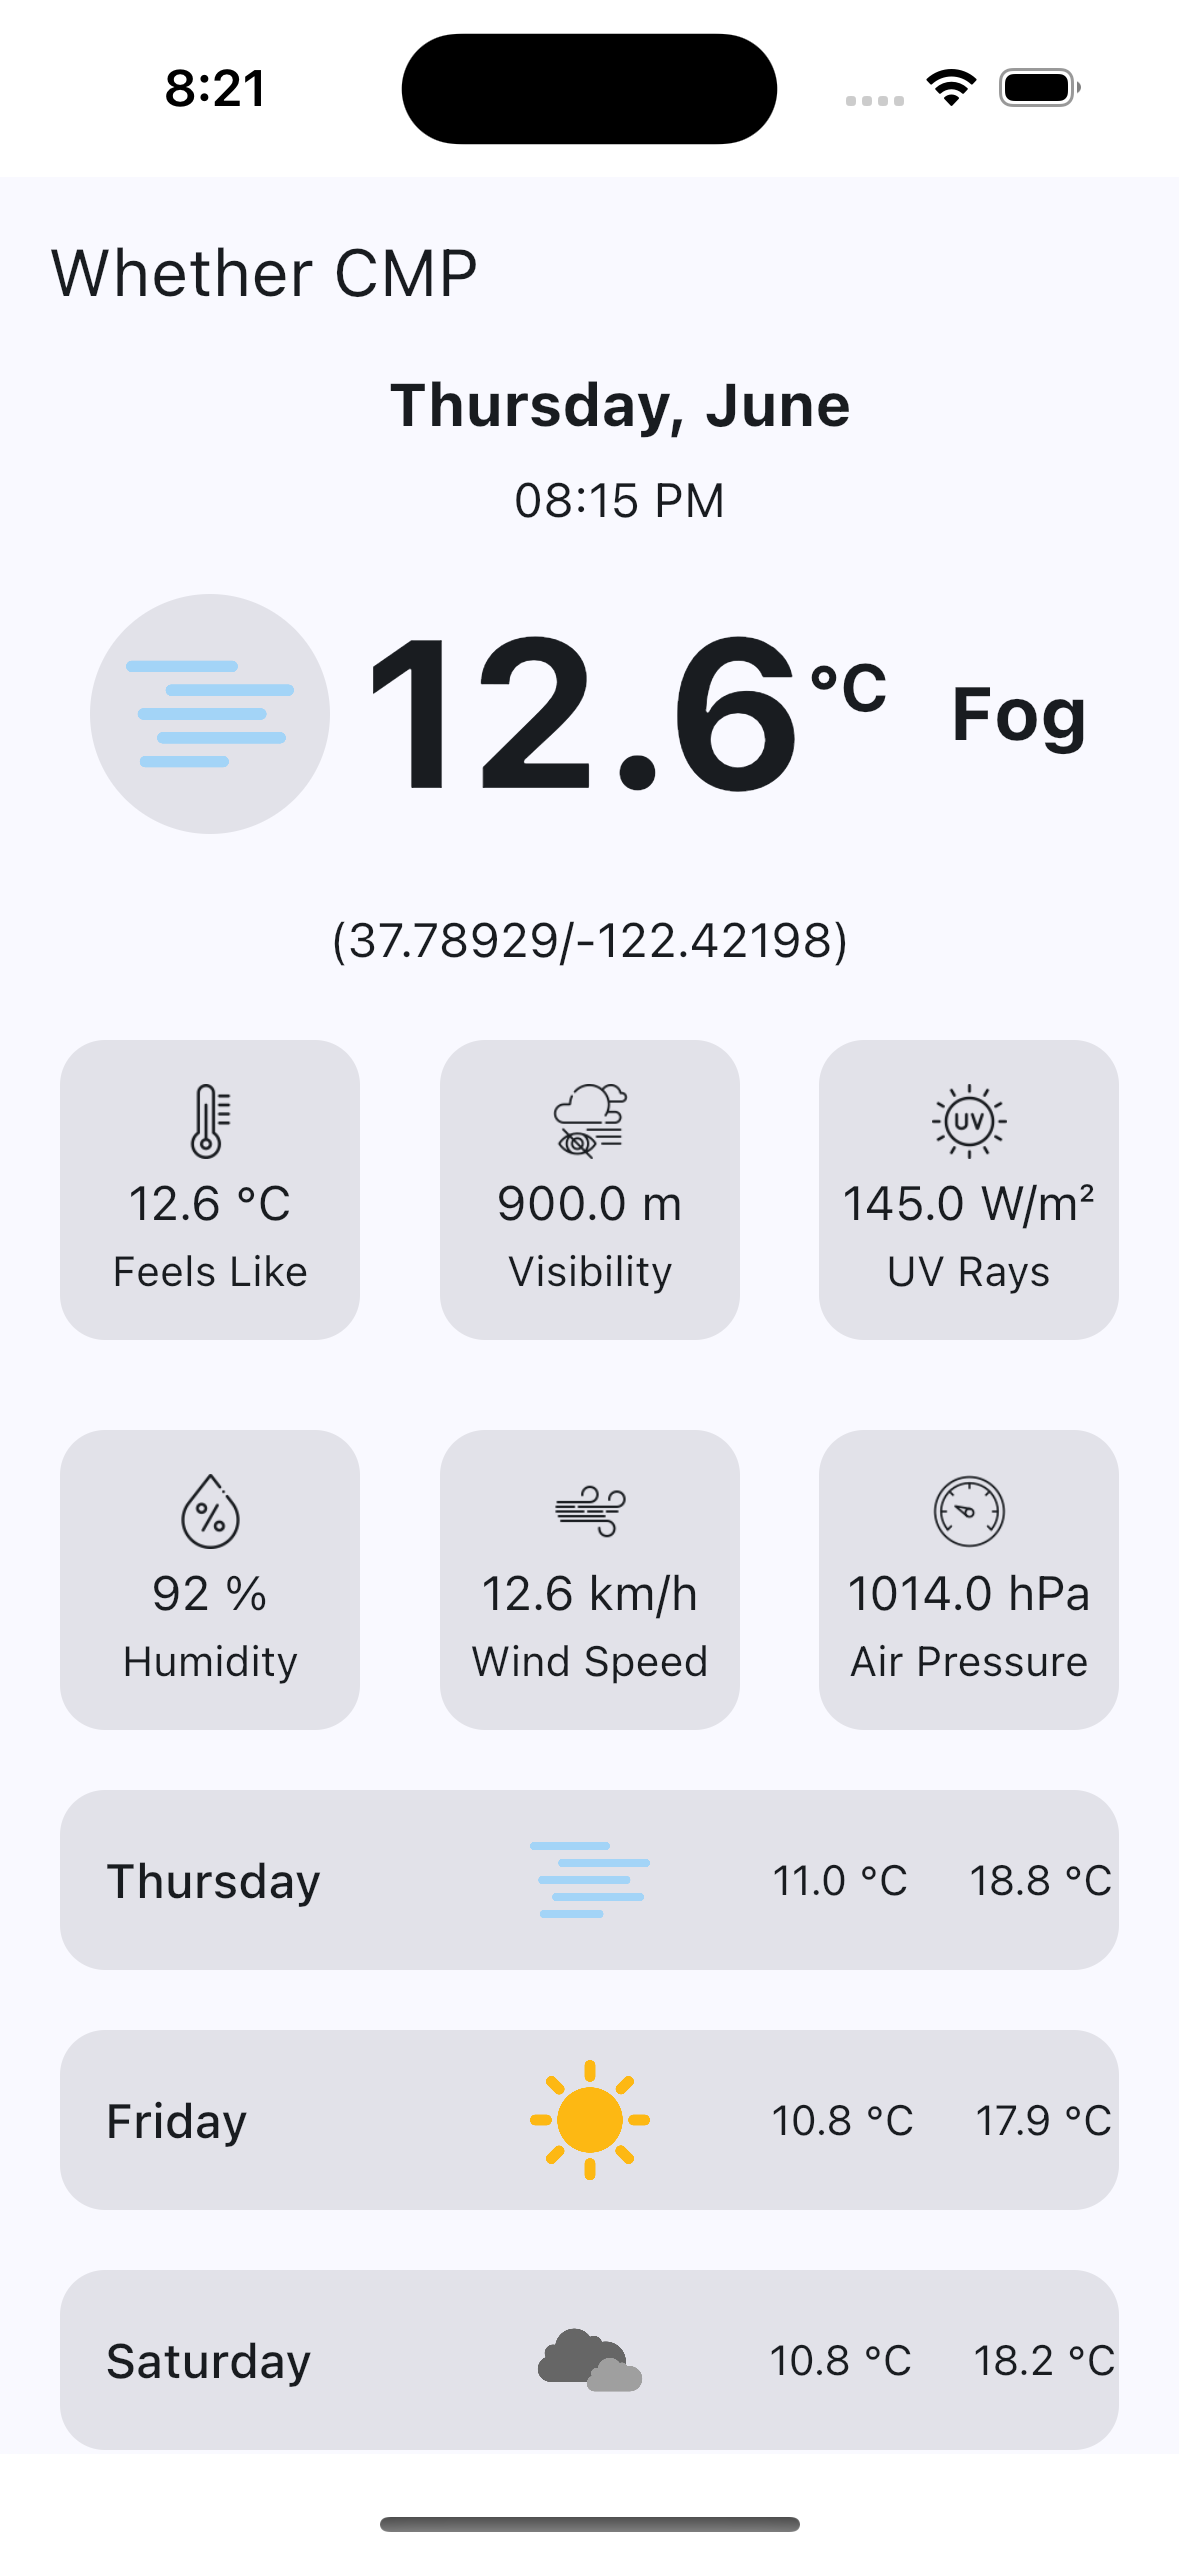 8:21
Whether CMP
Thursday, June
08:15 PM
12.6 °C Fog
(37.78929/-122.42198)
UV
12.6 °C 900.0 m 145.0 W/m²
Feels Like Visibility UV Rays
%
92 % 12.6 km/h 1014.0 hPa
Humidity Wind Speed Air Pressure
Thursday 11.0 °C 18.8 °C
Friday 10.8 °C 17.9 °C
Saturday 10.8 °C 18.2 °C